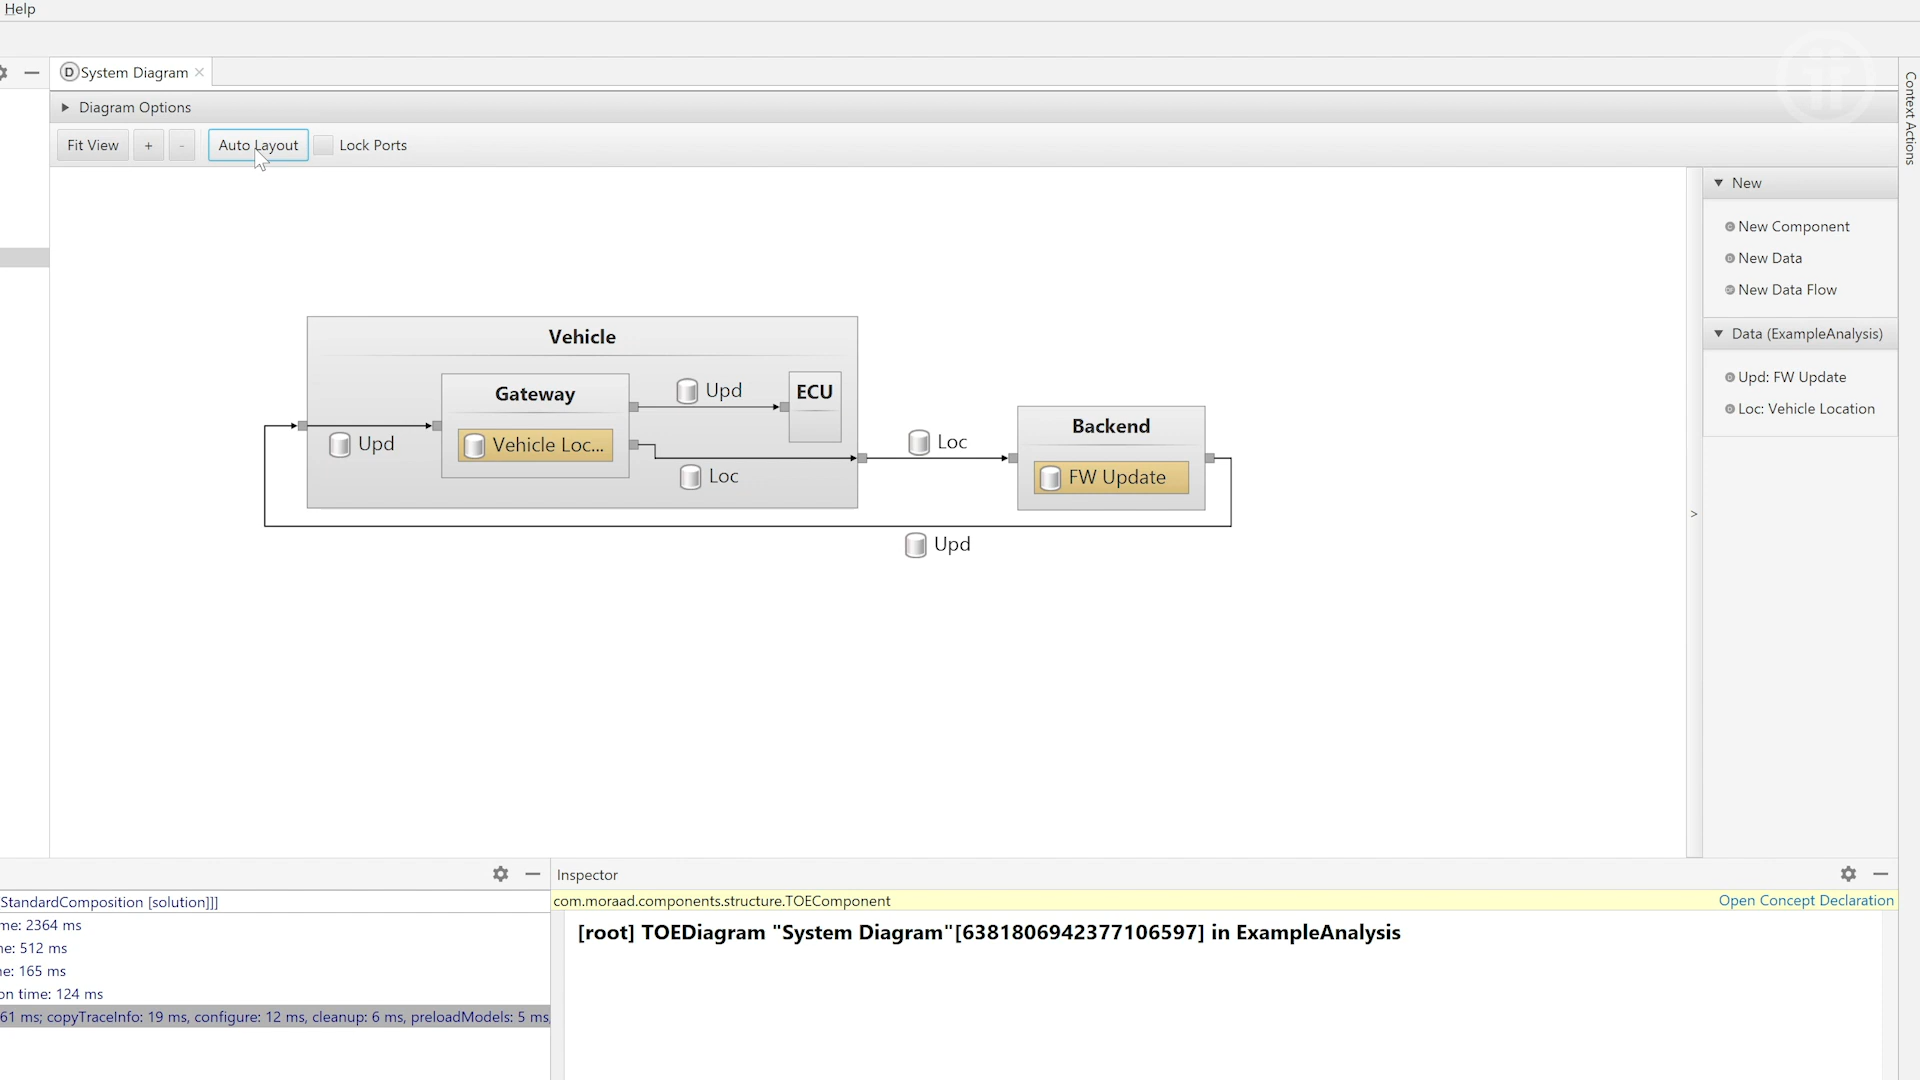 Help
System Diagram
Diagram Options
Fit View + - Auto Layout Lock Ports
Context Actions
New
New Component
New Data
New Data Flow
Data (ExampleAnalysis)
Upd: FW Update
Loc: Vehicle Location
Vehicle
Gateway
Vehicle Loc...
Upd
Upd
ECU
Loc
Loc
Backend
FW Update
Upd
>
StandardComposition [solution]]]
me: 2364 ms
ne: 512 ms
ne: 165 ms
on time: 124 ms
61 ms; copyTraceInfo: 19 ms, configure: 12 ms, cleanup: 6 ms, preloadModels: 5 ms,
Inspector
com.moraad.components.structure.TOEComponent
Open Concept Declaration
[root] TOEDiagram "System Diagram"[6381806942377106597] in ExampleAnalysis